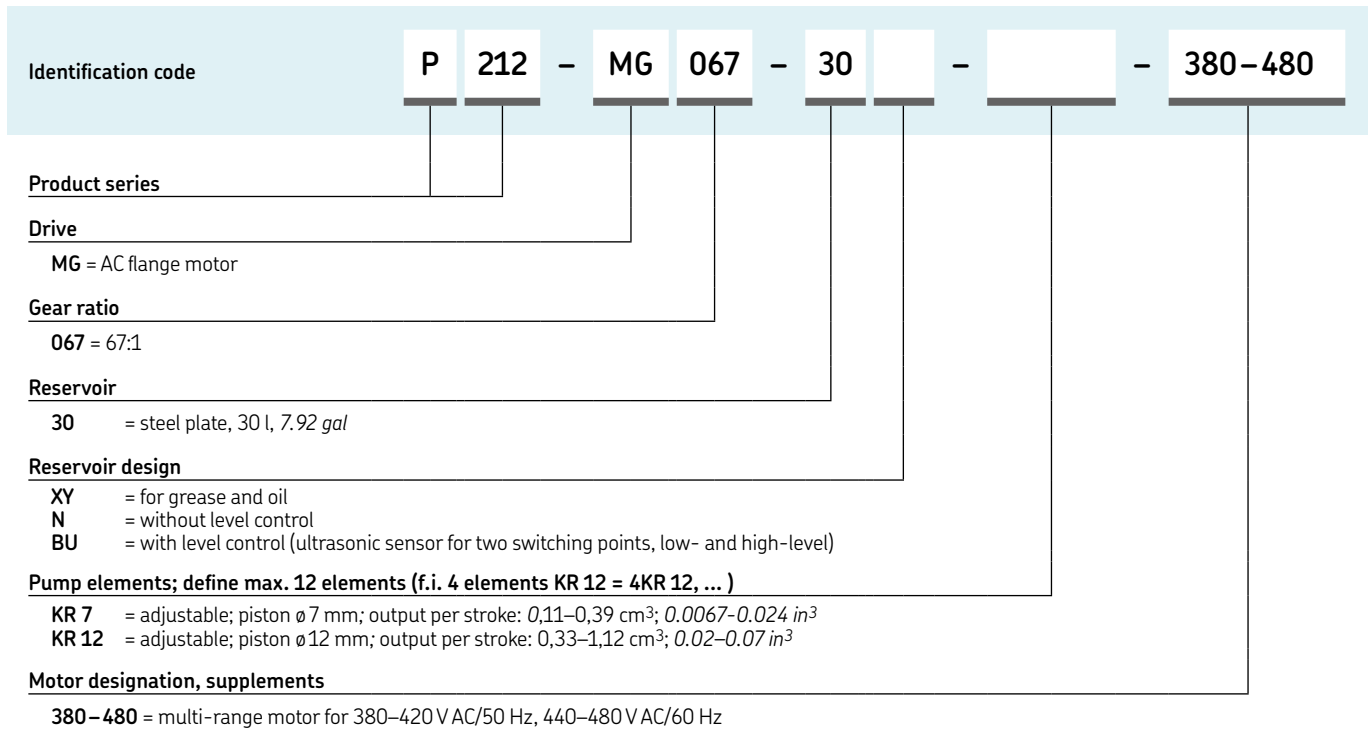 Identification code P 212 – MG 067 – 30 – – 380–480
Product series
Drive
MG = AC flange motor
Gear ratio
067 = 67:1
Reservoir
30 = steel plate, 30 l, 7.92 gal
Reservoir design
XY = for grease and oil
N = without level control
BU = with level control (ultrasonic sensor for two switching points, low- and high-level)
Pump elements; define max. 12 elements (f.i. 4 elements KR 12 = 4KR 12, ... )
KR 7 = adjustable; piston ø 7 mm; output per stroke: 0,11–0,39 cm³; 0.0067-0.024 in³
KR 12 = adjustable; piston ø 12 mm; output per stroke: 0,33–1,12 cm³; 0.02–0.07 in³
Motor designation, supplements
380–480 = multi-range motor for 380–420 V AC/50 Hz, 440–480 V AC/60 Hz